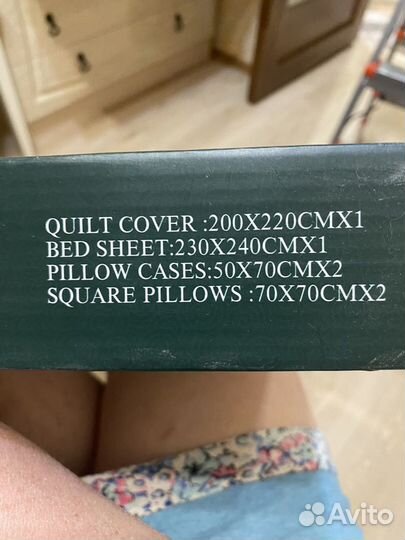 QUILT COVER :200X220CMX1
BED SHEET:230X240CMX1
PILLOW CASES:50X70CMX2
SQUARE PILLOWS :70X70CMX2
Avito